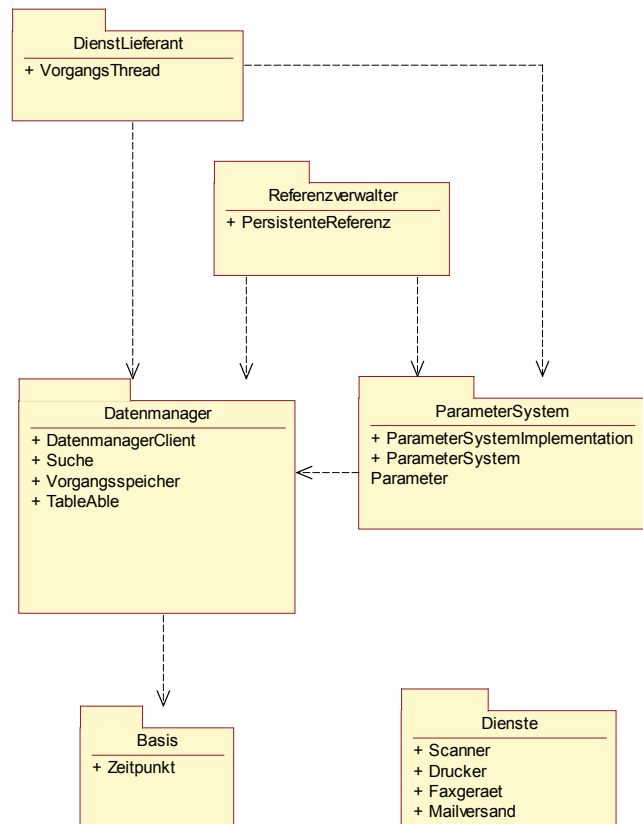 DienstLieferant
+ VorgangsThread
Referenzverwalter
+ PersistenteReferenz
Datenmanager
+ DatenmanagerClient
+ Suche
+ Vorgangsspeicher
+ TableAble
ParameterSystem
+ ParameterSystemImplementation
+ ParameterSystem
Parameter
Basis
+ Zeitpunkt
Dienste
+ Scanner
+ Drucker
+ Faxgeraet
+ Mailversand